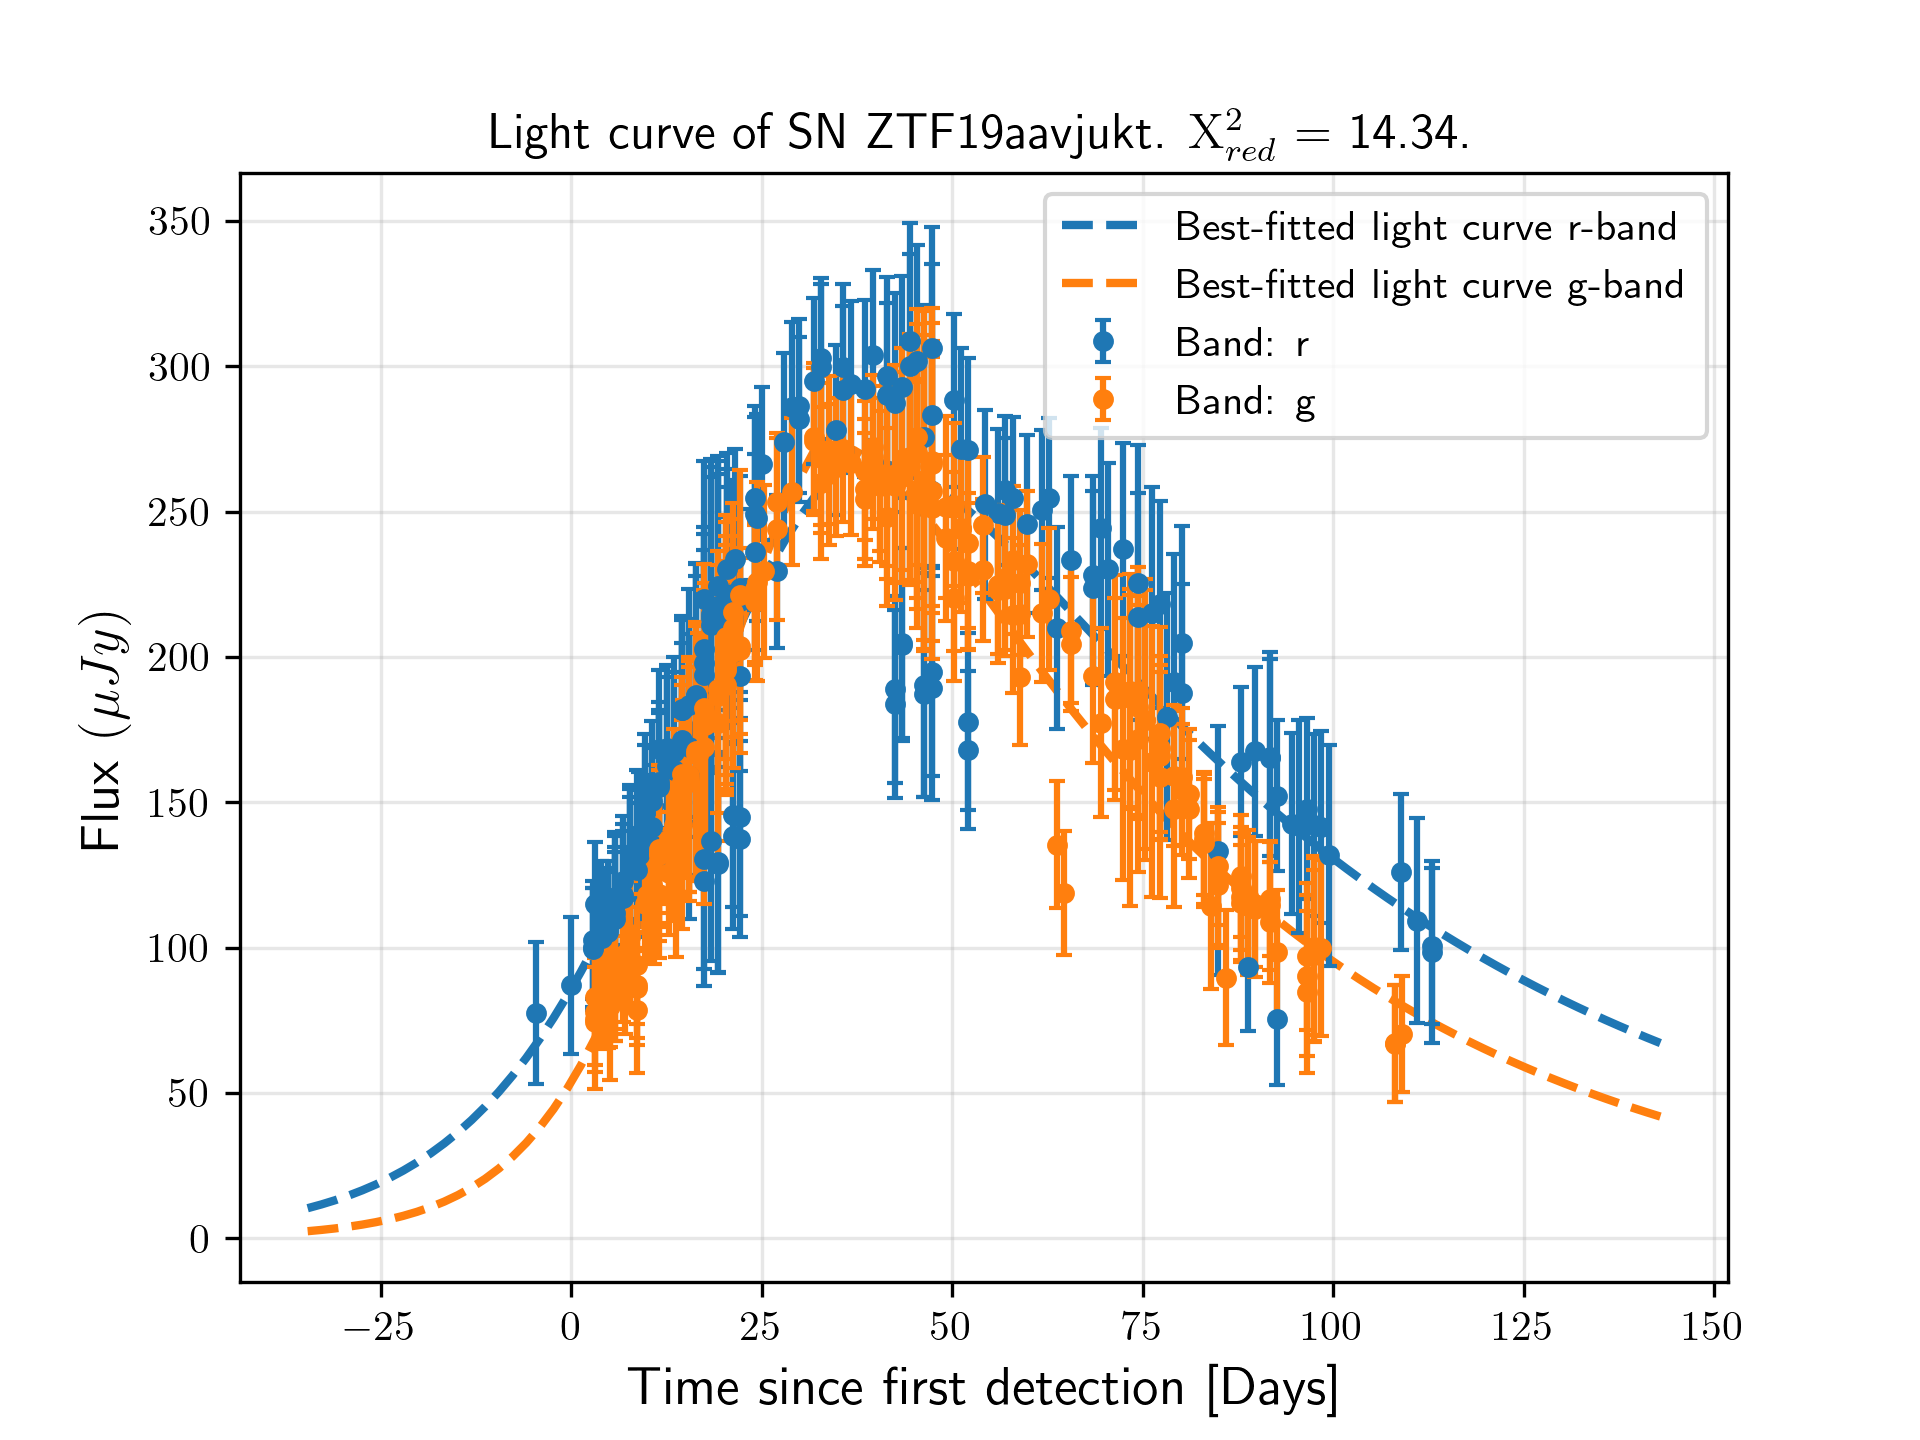 Light curve of SN ZTF19aavjukt. X²_red = 14.34.
Best-fitted light curve r-band
Best-fitted light curve g-band
Band: r
Band: g
Flux (μJy)
350
300
250
200
150
100
50
0
−25 0 25 50 75 100 125 150
Time since first detection [Days]